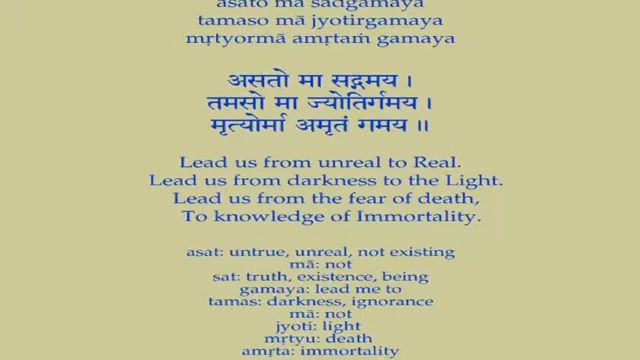 asato mā sadgamaya
tamaso mā jyotirgamaya
mṛtyormā amṛtaṁ gamaya
असतो मा सद्गमय ।
तमसो मा ज्योतिर्गमय ।
मृत्योर्मा अमृतं गमय ॥
Lead us from unreal to Real.
Lead us from darkness to the Light.
Lead us from the fear of death,
To knowledge of Immortality.
asat: untrue, unreal, not existing
mā: not
sat: truth, existence, being
gamaya: lead me to
tamas: darkness, ignorance
mā: not
jyoti: light
mṛtyu: death
amṛta: immortality